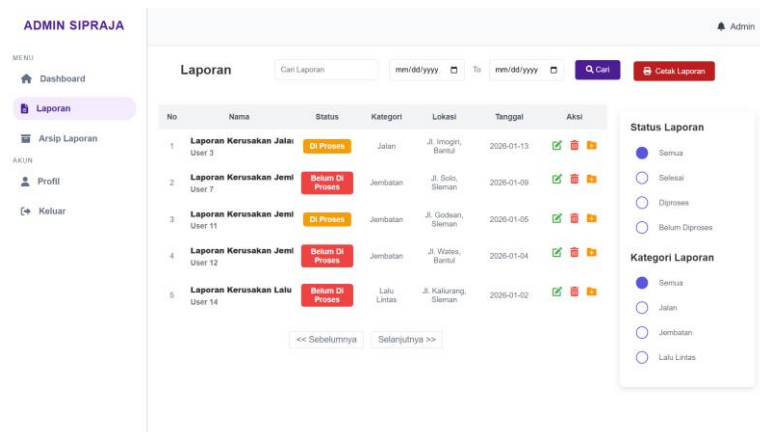 ADMIN SIPRAJA
Admin
MENU
Dashboard
Laporan
Arsip Laporan
AKUN
Profil
Keluar
Laporan
Cari Laporan
mm/dd/yyyy
To
mm/dd/yyyy
Cari
Cetak Laporan
No Nama Status Kategori Lokasi Tanggal Aksi
1 Laporan Kerusakan Jalan Di Proses Jalan Jl. Imogiri, 2026-01-13
User 3 Bantul
2 Laporan Kerusakan Jeml Belum Di Jembatan Jl. Solo, 2026-01-09
User 7 Proses Sleman
3 Laporan Kerusakan Jeml Di Proses Jembatan Jl. Godean, 2026-01-05
User 11 Sleman
4 Laporan Kerusakan Jeml Belum Di Jembatan Jl. Wates, 2026-01-04
User 12 Proses Bantul
5 Laporan Kerusakan Lalu Belum Di Lalu Jl. Kaliurang, 2026-01-02
User 14 Proses Lintas Sleman
<< Sebelumnya
Selanjutnya >>
Status Laporan
Semua
Selesai
Diproses
Belum Diproses
Kategori Laporan
Semua
Jalan
Jembatan
Lalu Lintas